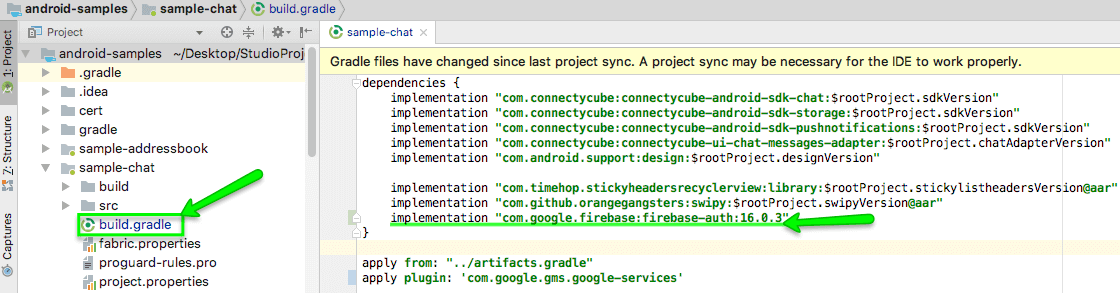 android-samples sample-chat build.gradle
1: Project
Z: Structure
Captures
Project
android-samples ~/Desktop/StudioProj
.gradle
.idea
cert
gradle
sample-addressbook
sample-chat
build
src
build.gradle
fabric.properties
proguard-rules.pro
project.properties
sample-chat
Gradle files have changed since last project sync. A project sync may be necessary for the IDE to work properly.
dependencies {
implementation "com.connectycube:connectycube-android-sdk-chat:$rootProject.sdkVersion"
implementation "com.connectycube:connectycube-android-sdk-storage:$rootProject.sdkVersion"
implementation "com.connectycube:connectycube-android-sdk-pushnotifications:$rootProject.sdkVersion"
implementation "com.connectycube:connectycube-ui-chat-messages-adapter:$rootProject.chatAdapterVersion"
implementation "com.android.support:design:$rootProject.designVersion"
implementation "com.timehop.stickyheadersrecyclerview:library:$rootProject.stickylistheadersVersion@aar"
implementation "com.github.orangegangsters:swipy:$rootProject.swipyVersion@aar"
implementation "com.google.firebase:firebase-auth:16.0.3"
}
apply from: "../artifacts.gradle"
apply plugin: 'com.google.gms.google-services'